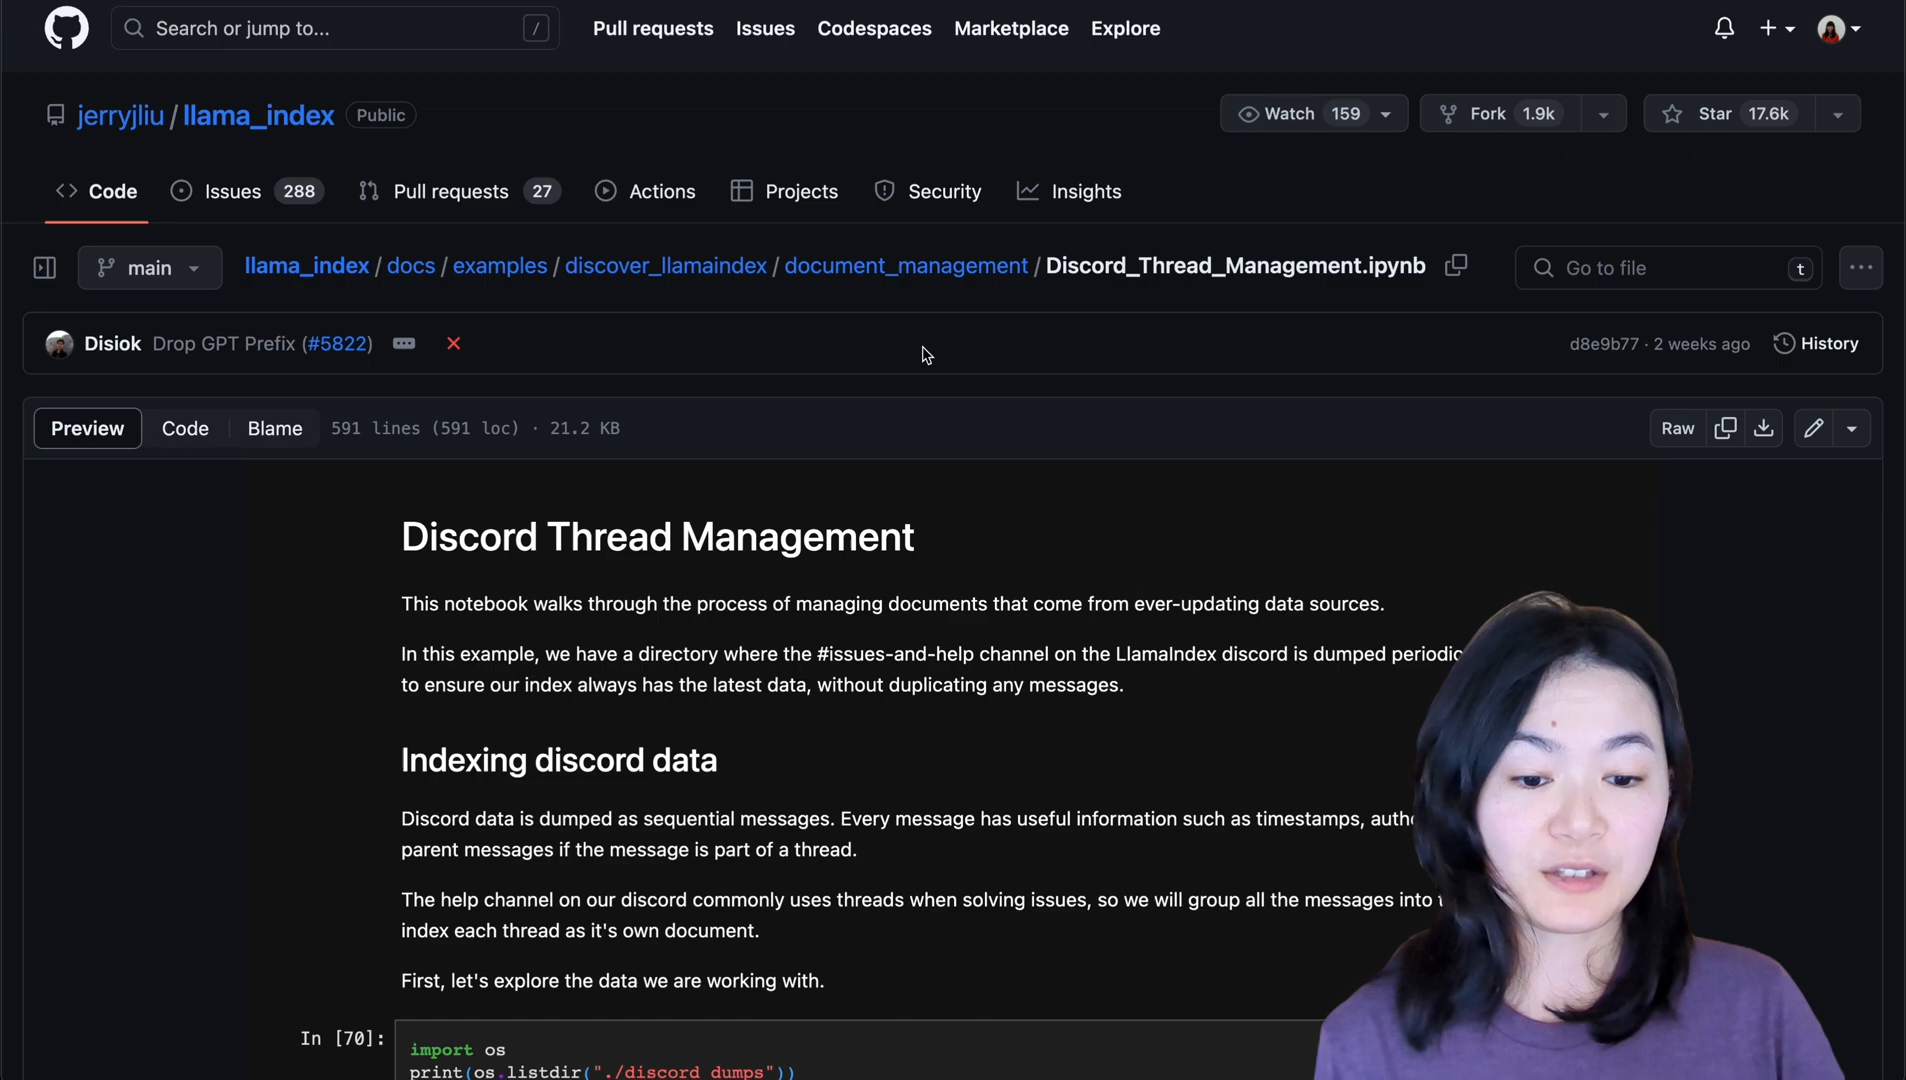 Search or jump to... /
Pull requests Issues Codespaces Marketplace Explore
jerryjliu / llama_index Public
Watch 159 Fork 1.9k Star 17.6k
Code Issues 288 Pull requests 27 Actions Projects Security Insights
main llama_index / docs / examples / discover_llamaindex / document_management / Discord_Thread_Management.ipynb Go to file t
Disiok Drop GPT Prefix (#5822) d8e9b77 · 2 weeks ago History
Preview Code Blame 591 lines (591 loc) · 21.2 KB Raw
Discord Thread Management
This notebook walks through the process of managing documents that come from ever-updating data sources.
In this example, we have a directory where the #issues-and-help channel on the LlamaIndex discord is dumped
to ensure our index always has the latest data, without duplicating any messages.
Indexing discord data
Discord data is dumped as sequential messages. Every message has useful information such as timestamps,
parent messages if the message is part of a thread.
The help channel on our discord commonly uses threads when solving issues, so we will group all the messages into
index each thread as it's own document.
First, let's explore the data we are working with.
In [70]:
import os
print(os.listdir("./discord_dumps"))